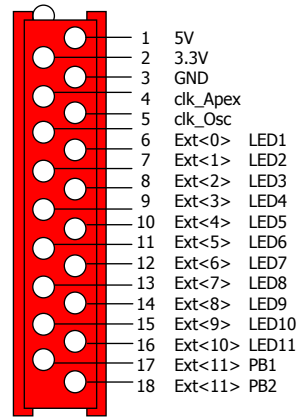 1 5V
2 3.3V
3 GND
4 clk_Apex
5 clk_Osc
6 Ext<0> LED1
7 Ext<1> LED2
8 Ext<2> LED3
9 Ext<3> LED4
10 Ext<4> LED5
11 Ext<5> LED6
12 Ext<6> LED7
13 Ext<7> LED8
14 Ext<8> LED9
15 Ext<9> LED10
16 Ext<10> LED11
17 Ext<11> PB1
18 Ext<11> PB2